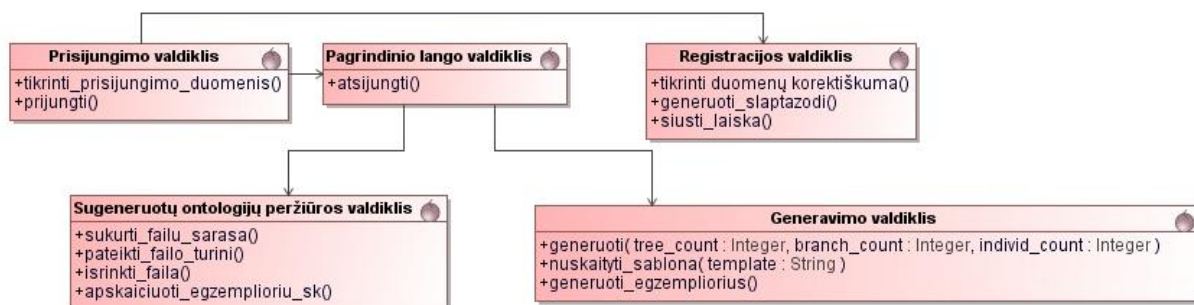 Prisijungimo valdiklis
+tikrinti_prisijungimo_duomenis()
+prijungti()
Pagrindinio lango valdiklis
+atsijungti()
Registracijos valdiklis
+tikrinti duomenų korektiškuma()
+generuoti_slaptazodi()
+siusti_laiska()
Sugeneruotų ontologijų peržiūros valdiklis
+sukurti_failu_sarasa()
+pateikti_failo_turini()
+isrinkti_faila()
+apskaiciuoti_egzemplioriu_sk()
Generavimo valdiklis
+generuoti( tree_count : Integer, branch_count : Integer, individ_count : Integer )
+nuskaityti_sablona( template : String )
+generuoti_egzempliorius()